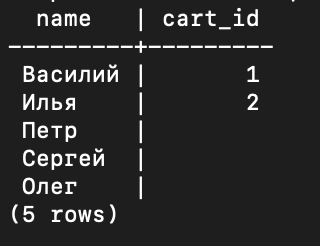 name | cart_id
---------+---------
Василий | 1
Илья | 2
Петр |
Сергей |
Олег |
(5 rows)